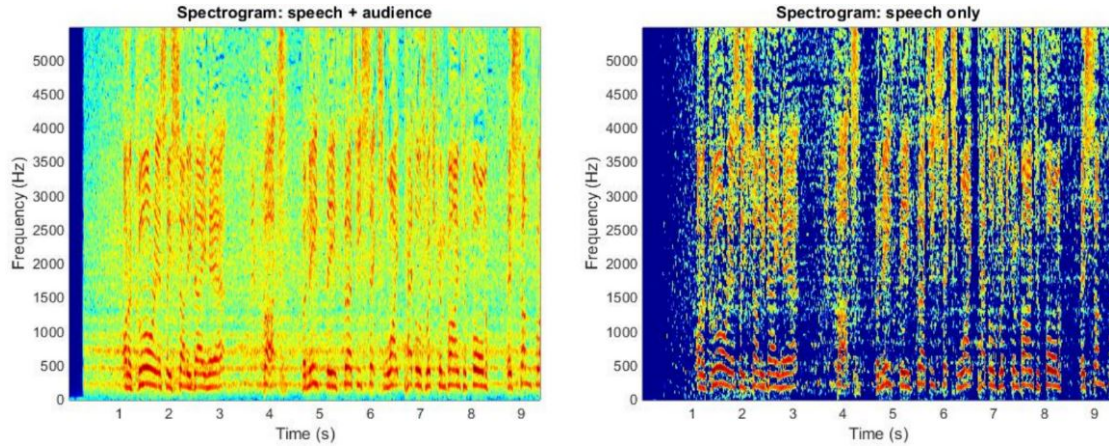 Spectrogram: speech + audience
Frequency (Hz)
5000
4500
4000
3500
3000
2500
2000
1500
1000
500
0
1 2 3 4 5 6 7 8 9
Time (s)
Spectrogram: speech only
Frequency (Hz)
5000
4500
4000
3500
3000
2500
2000
1500
1000
500
0
1 2 3 4 5 6 7 8 9
Time (s)